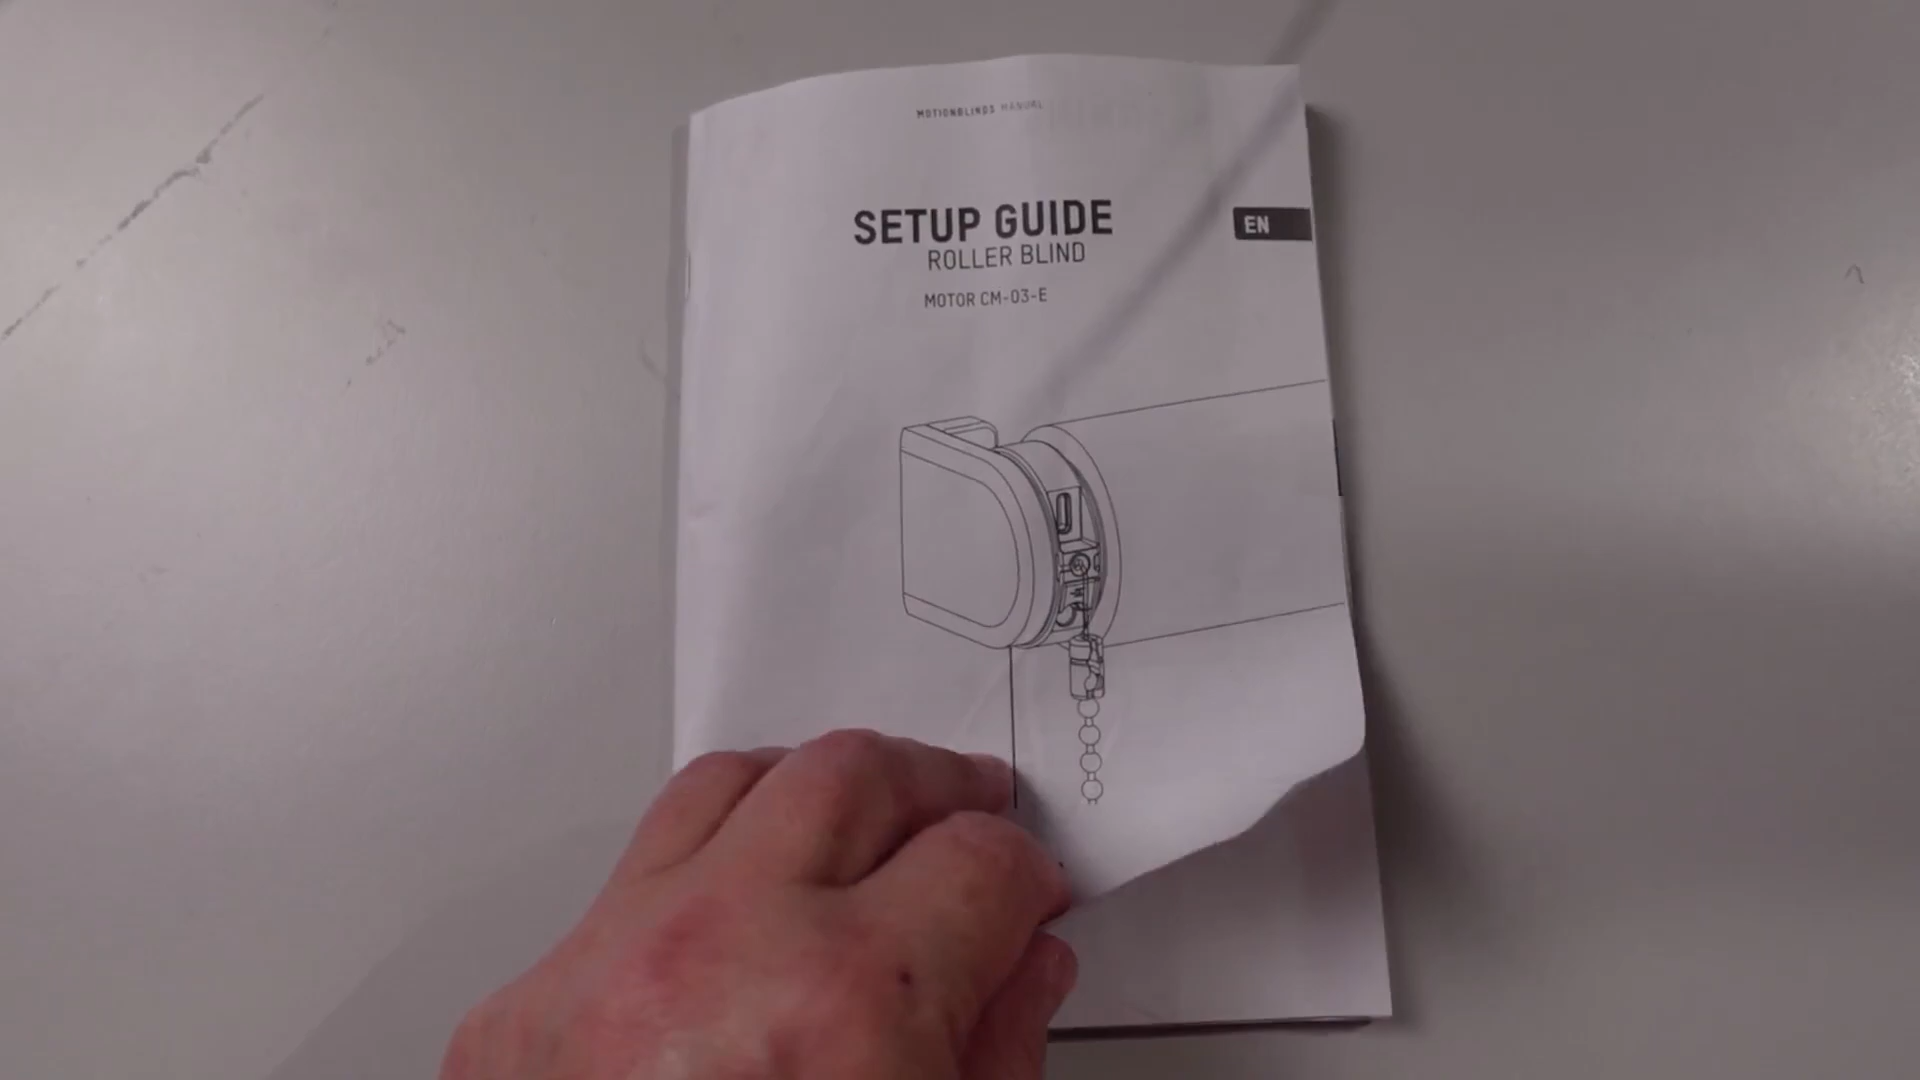 MOTIONBLINDS MANUAL
SETUP GUIDE
EN
ROLLER BLIND
MOTOR CM-03-E